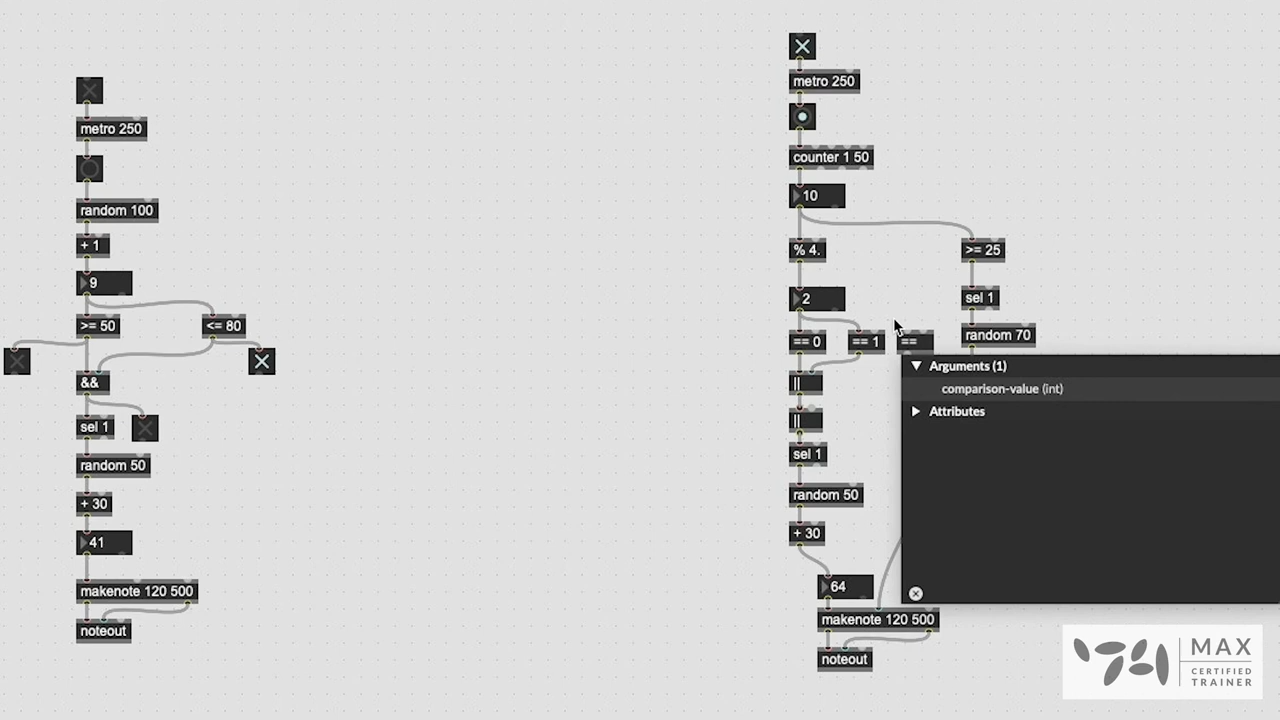 metro 250
random 100
+ 1
9
>= 50
<= 80
&&
sel 1
random 50
+ 30
41
makenote 120 500
noteout
metro 250
counter 1 50
10
% 4.
>= 25
2
sel 1
== 0
== 1
==
random 70
||
||
sel 1
random 50
+ 30
64
makenote 120 500
noteout
Arguments (1)
comparison-value (int)
Attributes
74
MAX
CERTIFIED
TRAINER